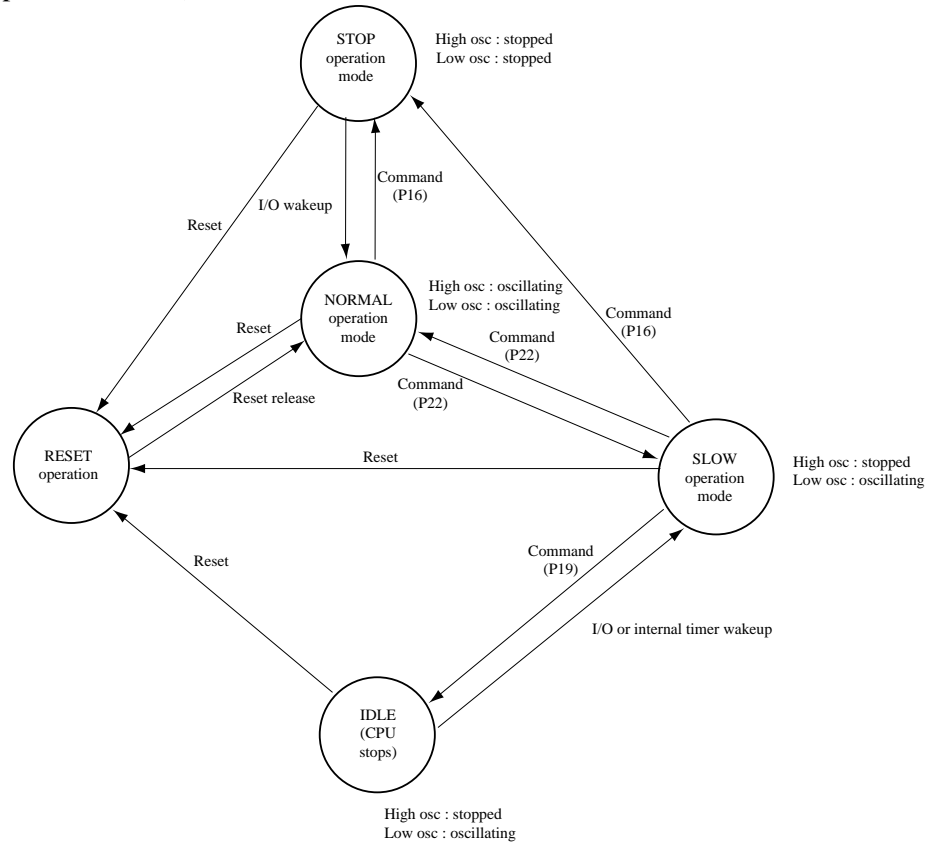 STOP
operation
mode
High osc : stopped
Low osc : stopped
Command
(P16)
I/O wakeup
Reset
NORMAL
operation
mode
High osc : oscillating
Low osc : oscillating
Command
(P16)
Reset
Command
(P22)
Command
(P22)
Reset release
RESET
operation
Reset
SLOW
operation
mode
High osc : stopped
Low osc : oscillating
Reset
Command
(P19)
I/O or internal timer wakeup
IDLE
(CPU
stops)
High osc : stopped
Low osc : oscillating